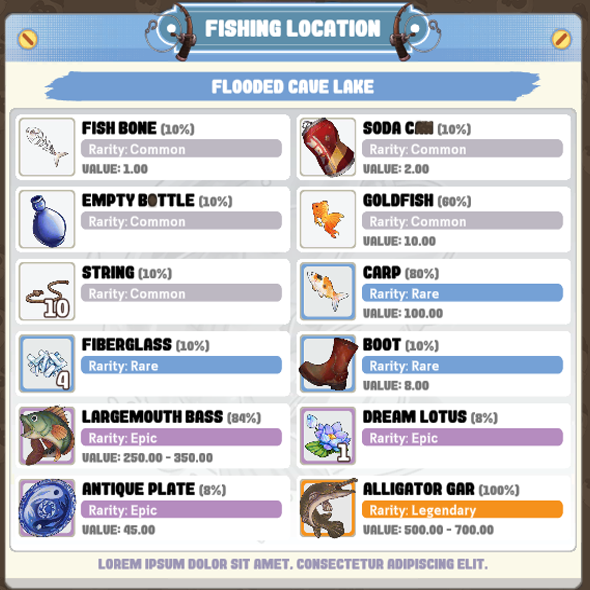 FISHING LOCATION
FLOODED CAVE LAKE
FISH BONE (10%)
Rarity: Common
VALUE: 1.00
SODA (10%)
Rarity: Common
VALUE: 2.00
EMPTY (10%)
Rarity: Common
GOLDFISH (60%)
Rarity: Common
VALUE: 10.00
STRING (10%)
Rarity: Common
10
CARP (80%)
Rarity: Rare
VALUE: 100.00
FIBERGLASS (10%)
Rarity: Rare
4
BOOT (10%)
Rarity: Rare
VALUE: 8.00
LARGEMOUTH BASS (84%)
Rarity: Epic
VALUE: 250.00 - 350.00
DREAM LOTUS (8%)
Rarity: Epic
1
ANTIQUE PLATE (8%)
Rarity: Epic
VALUE: 45.00
ALLIGATOR GAR (100%)
Rarity: Legendary
VALUE: 500.00 - 700.00
LOREM IPSUM DOLOR SIT AMET, CONSECTETUR ADIPISCING ELIT.